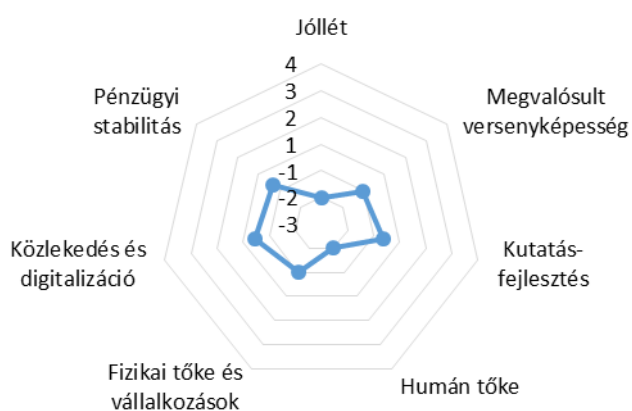 Jóllét
Megvalósult
versenyképesség
Kutatás-
fejlesztés
Humán tőke
Fizikai tőke és
vállalkozások
Közlekedés és
digitalizáció
Pénzügyi
stabilitás
4
3
2
1
-1
-2
-3